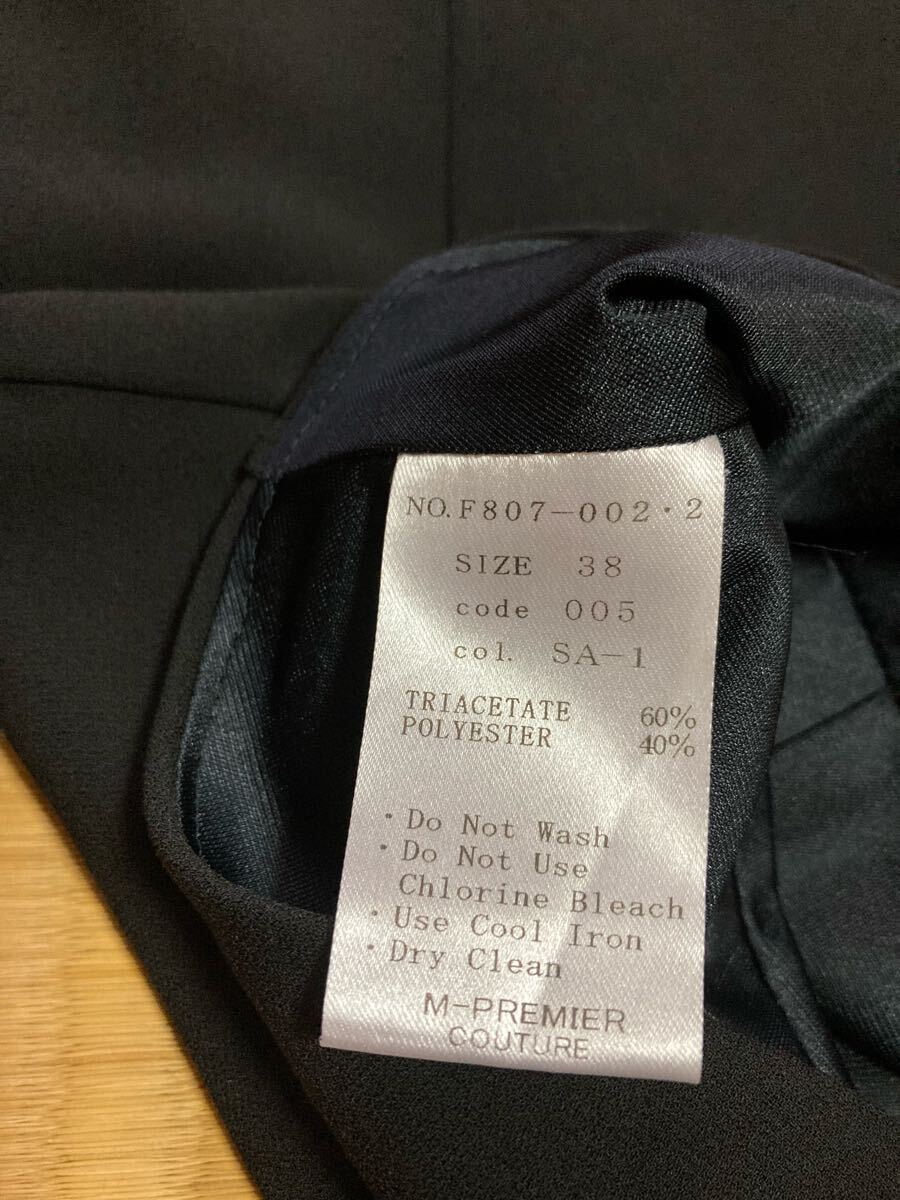 NO.F807-002・2
SIZE 38
code 005
col. SA-1
TRIACETATE 60%
POLYESTER 40%
・Do Not Wash
・Do Not Use
Chlorine Bleach
・Use Cool Iron
・Dry Clean
M-PREMIER
COUTURE